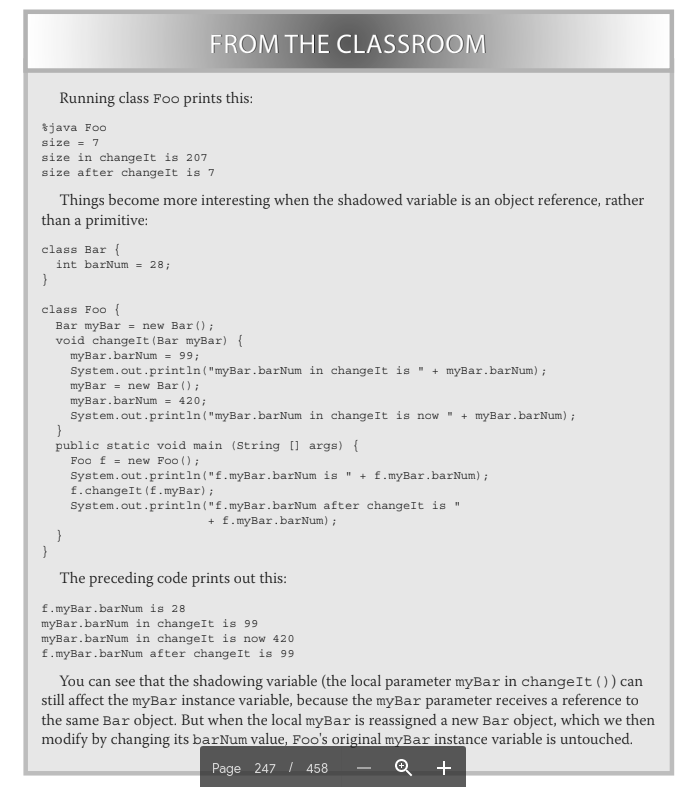 FROM THE CLASSROOM
Running class Foo prints this:
%java Foo
size = 7
size in changeIt is 207
size after changeIt is 7
Things become more interesting when the shadowed variable is an object reference, rather
than a primitive:
class Bar {
int barNum = 28;
}
class Foo {
Bar myBar = new Bar();
void changeIt(Bar myBar) {
myBar.barNum = 99;
System.out.println("myBar.barNum in changeIt is " + myBar.barNum);
myBar = new Bar();
myBar.barNum = 420;
System.out.println("myBar.barNum in changeIt is now " + myBar.barNum);
}
public static void main (String [] args) {
Foo f = new Foo();
System.out.println("f.myBar.barNum is " + f.myBar.barNum);
f.changeIt(f.myBar);
System.out.println("f.myBar.barNum after changeIt is "
+ f.myBar.barNum);
}
}
The preceding code prints out this:
f.myBar.barNum is 28
myBar.barNum in changeIt is 99
myBar.barNum in changeIt is now 420
f.myBar.barNum after changeIt is 99
You can see that the shadowing variable (the local parameter myBar in changeIt()) can
still affect the myBar instance variable, because the myBar parameter receives a reference to
the same Bar object. But when the local myBar is reassigned a new Bar object, which we then
modify by changing its barNum value, Foo's original myBar instance variable is untouched.
Page 247 / 458